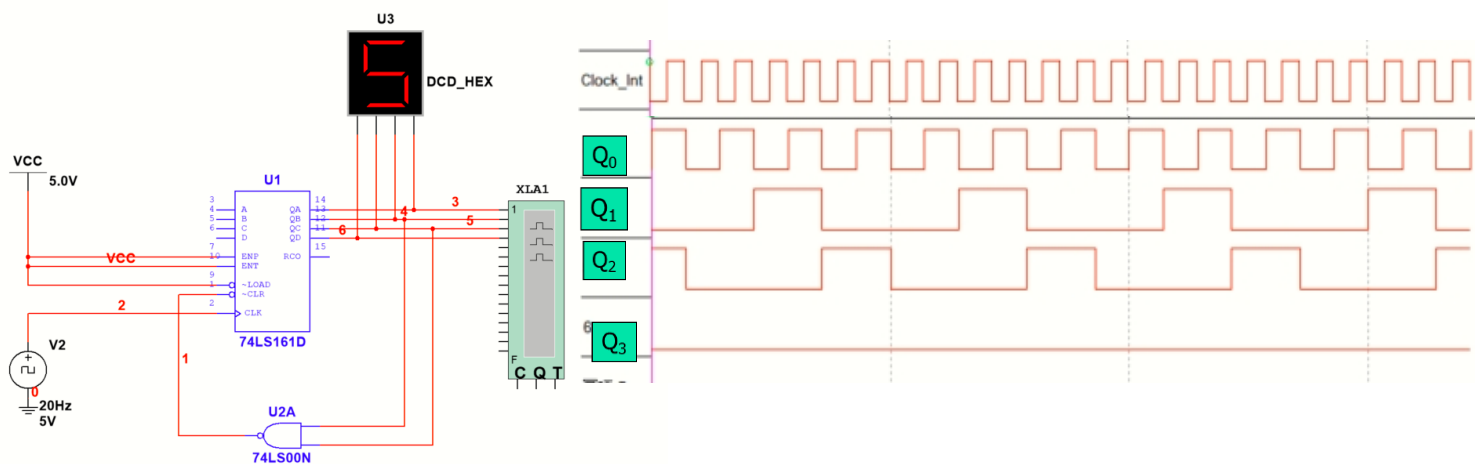 U3
5
DCD_HEX
VCC
5.0V
U1
3
4
5
6
7
10
9
1
2
A
B
C
D
ENP
ENT
~LOAD
~CLR
CLK
QA
QB
QC
QD
RCO
14
13
12
11
15
74LS161D
VCC
2
1
3
4
5
6
XLA1
1
F
C Q T
V2
0
20Hz
5V
U2A
74LS00N
Clock_Int
Q0
Q1
Q2
6
Q3